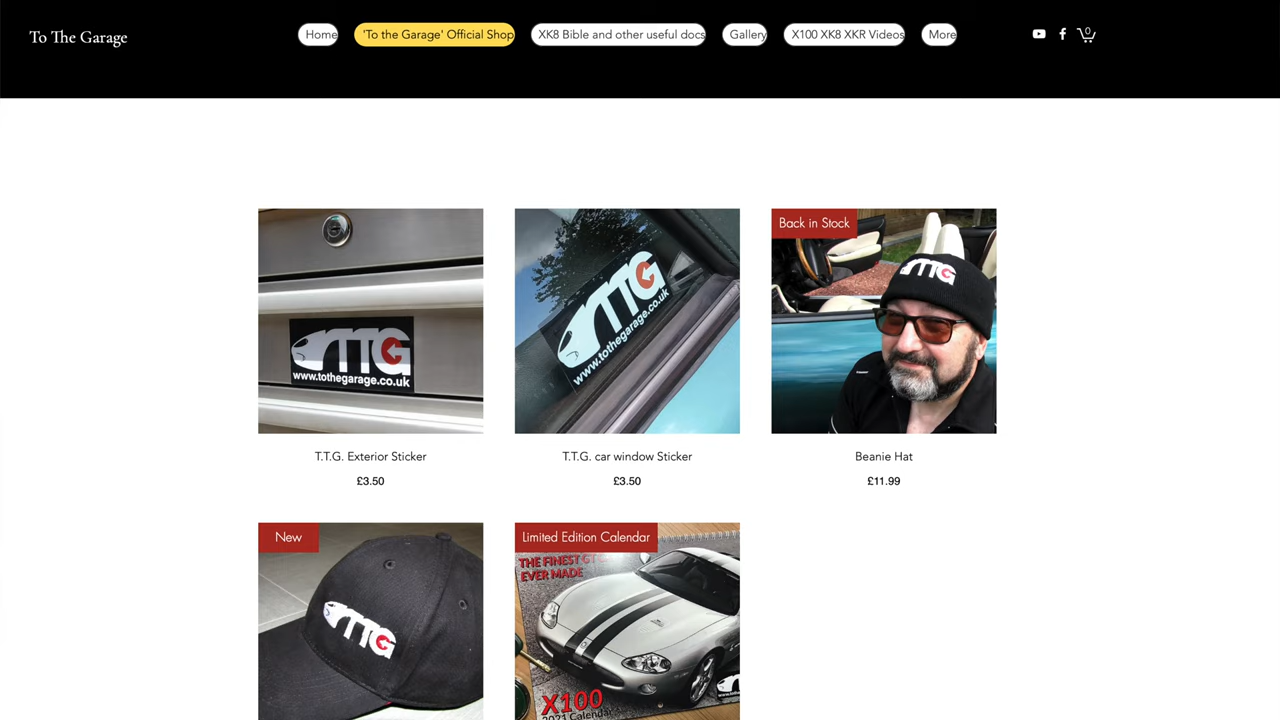 To The Garage
Home
'To the Garage' Official Shop
XK8 Bible and other useful docs
Gallery
X100 XK8 XKR Videos
More
0
TTG
www.tothegarage.co.uk
TTG
www.tothegarage.co.uk
Back in Stock
TTG
T.T.G. Exterior Sticker
£3.50
T.T.G. car window Sticker
£3.50
Beanie Hat
£11.99
New
TTG
Limited Edition Calendar
THE FINEST GT
EVER MADE
X100
2021 Calendar